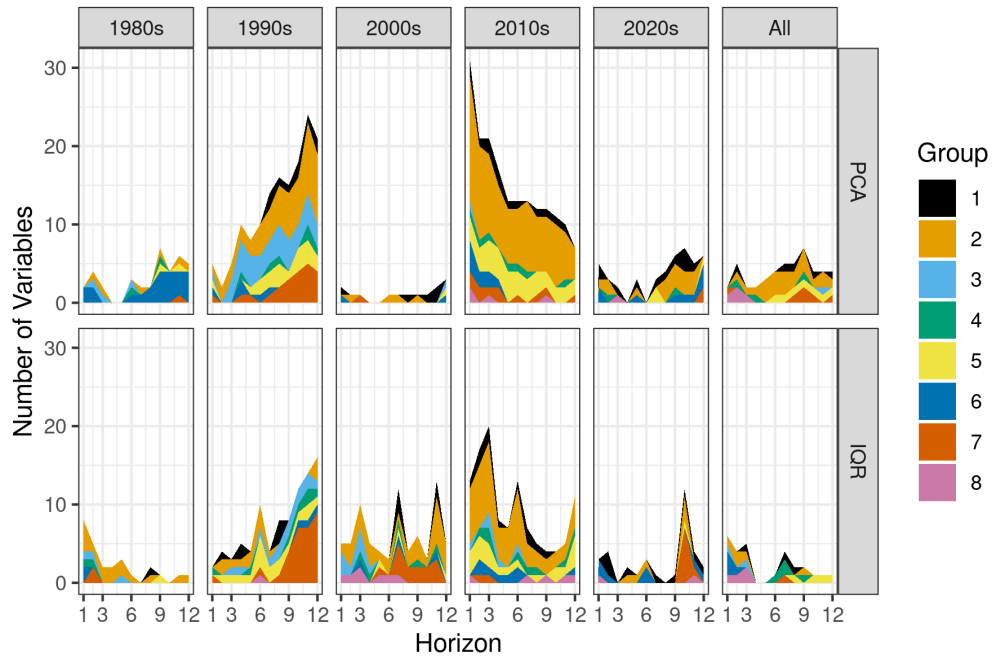 1980s 1990s 2000s 2010s 2020s All
30
20
10
0
PCA
30
20
10
0
IQR
1 3 6 9 12 1 3 6 9 12 1 3 6 9 12 1 3 6 9 12 1 3 6 9 12 1 3 6 9 12
Horizon
Number of Variables
Group
1
2
3
4
5
6
7
8